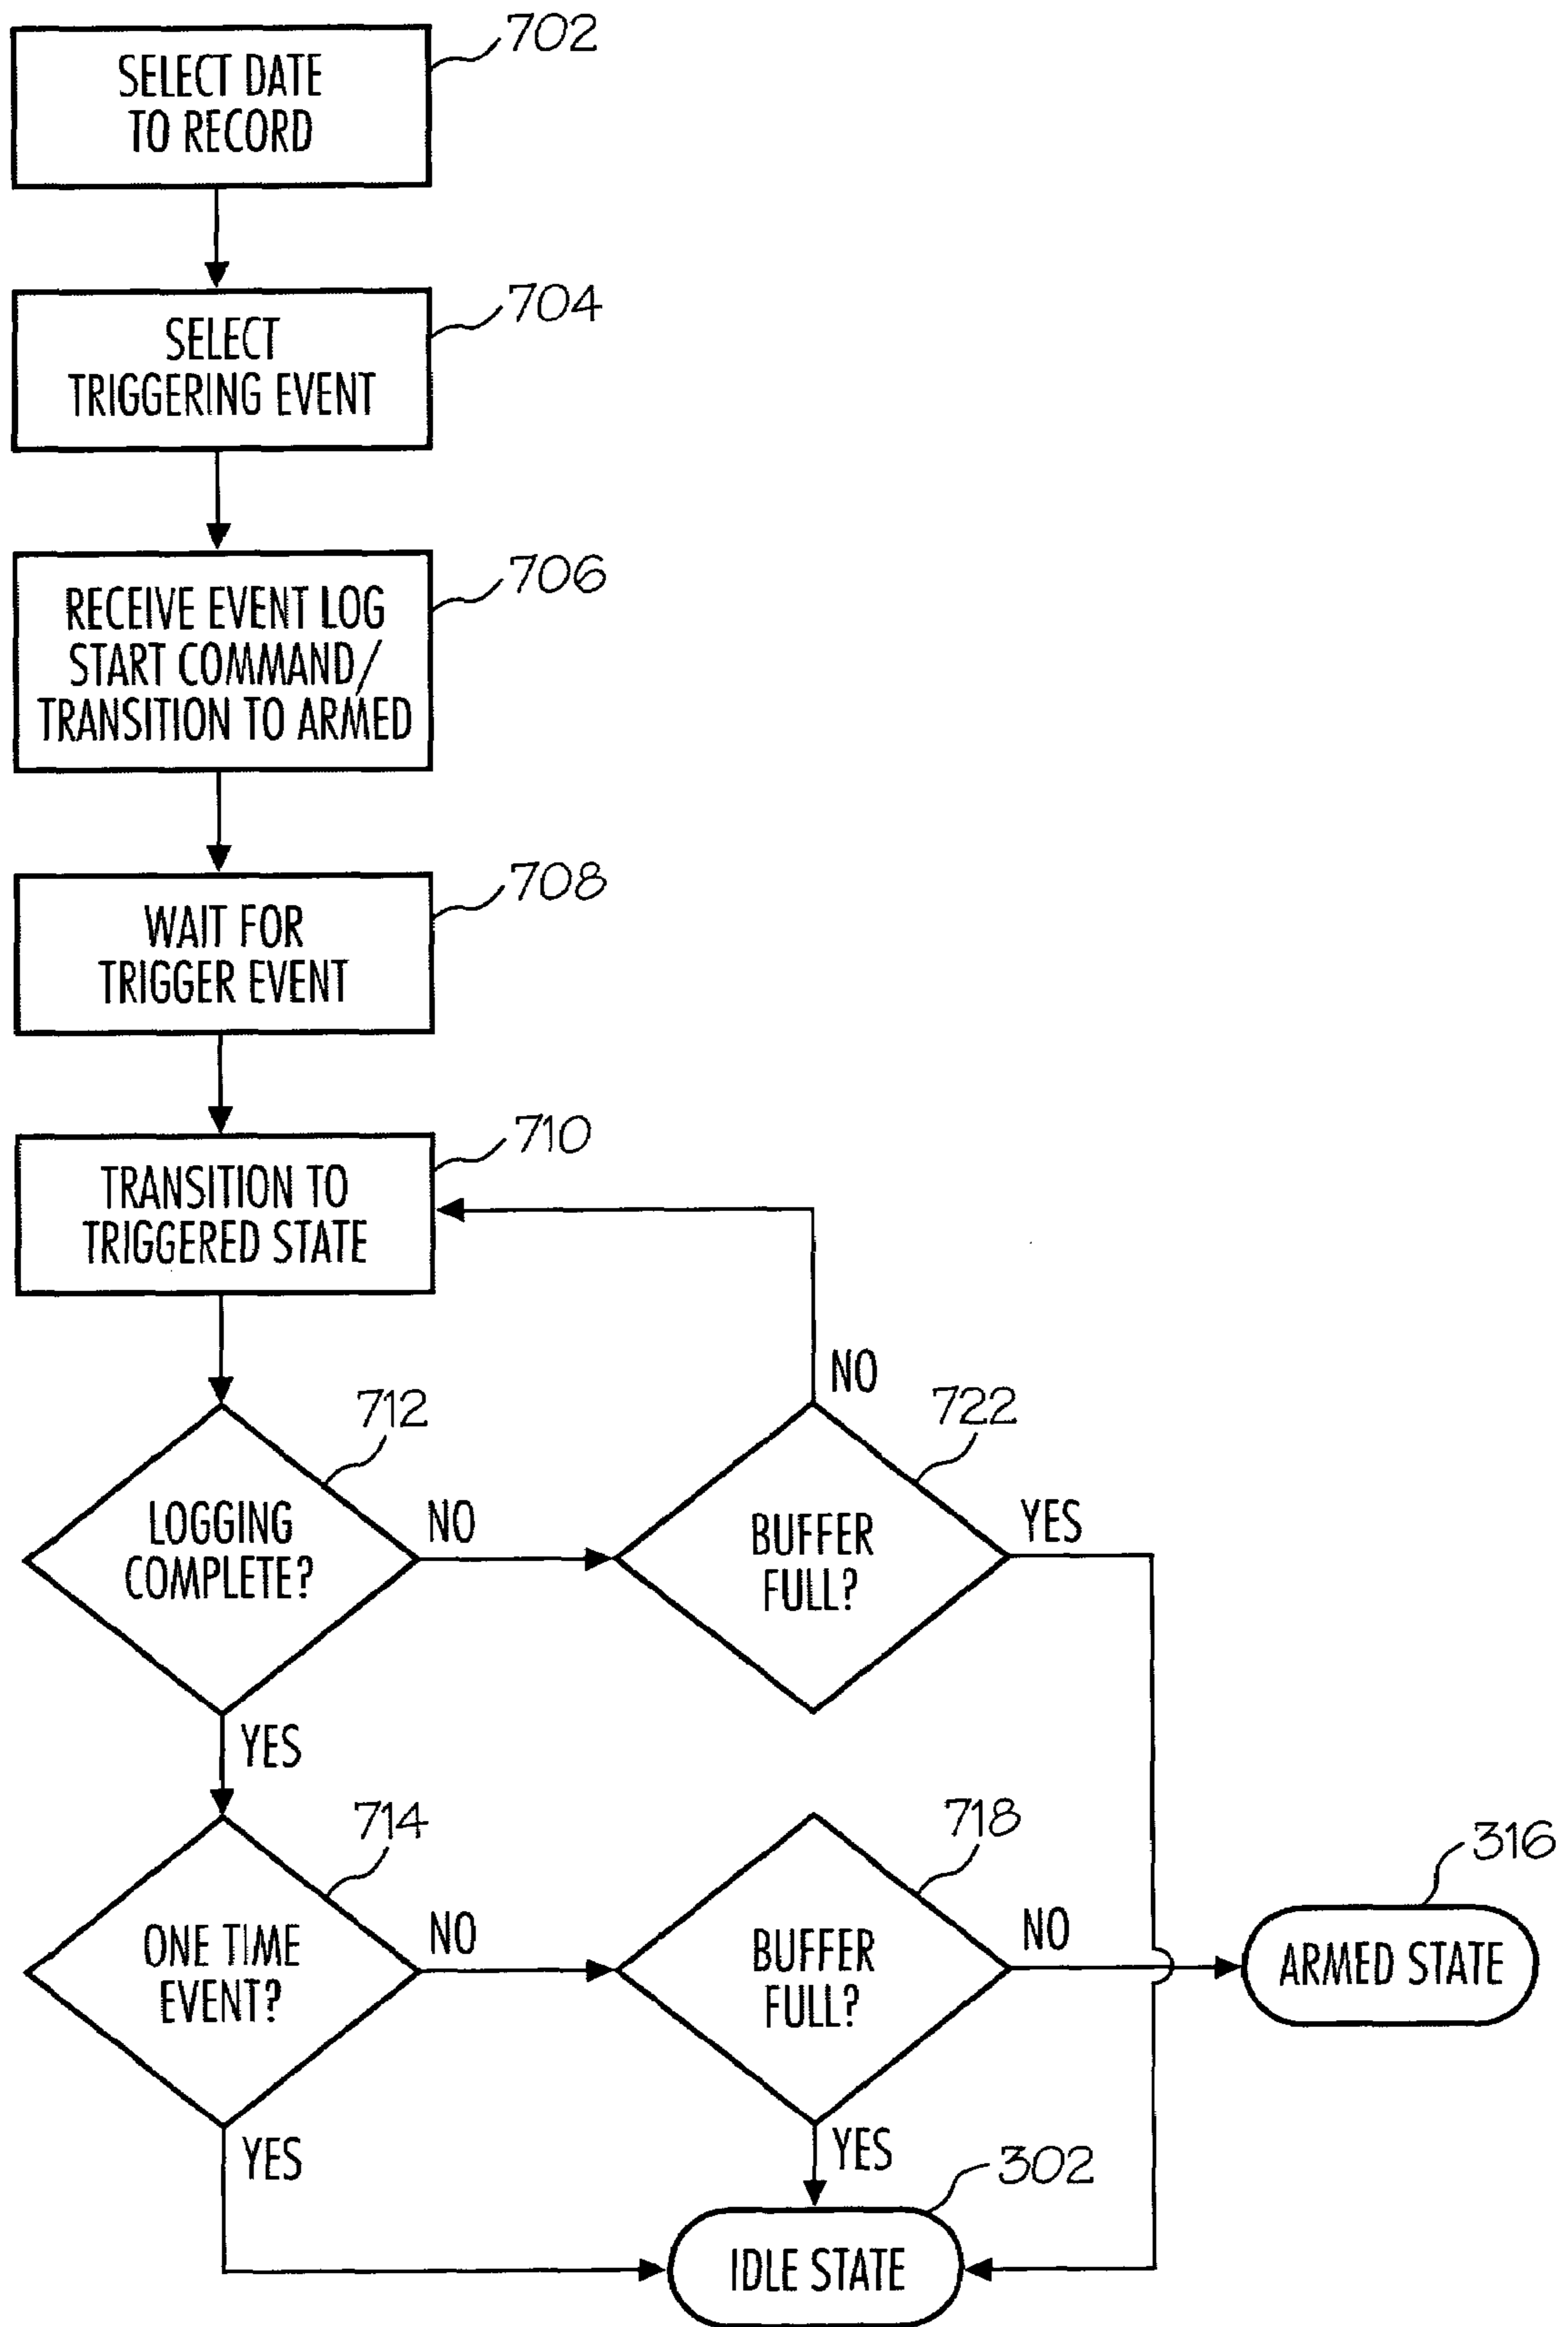 702
SELECT DATE
TO RECORD
704
SELECT
TRIGGERING EVENT
706
RECEIVE EVENT LOG
START COMMAND/
TRANSITION TO ARMED
708
WAIT FOR
TRIGGER EVENT
710
TRANSITION TO
TRIGGERED STATE
NO
712
722
LOGGING
COMPLETE?
NO
BUFFER
FULL?
YES
YES
714
718
316
ONE TIME
EVENT?
NO
BUFFER
FULL?
NO
ARMED STATE
YES
YES
302
IDLE STATE